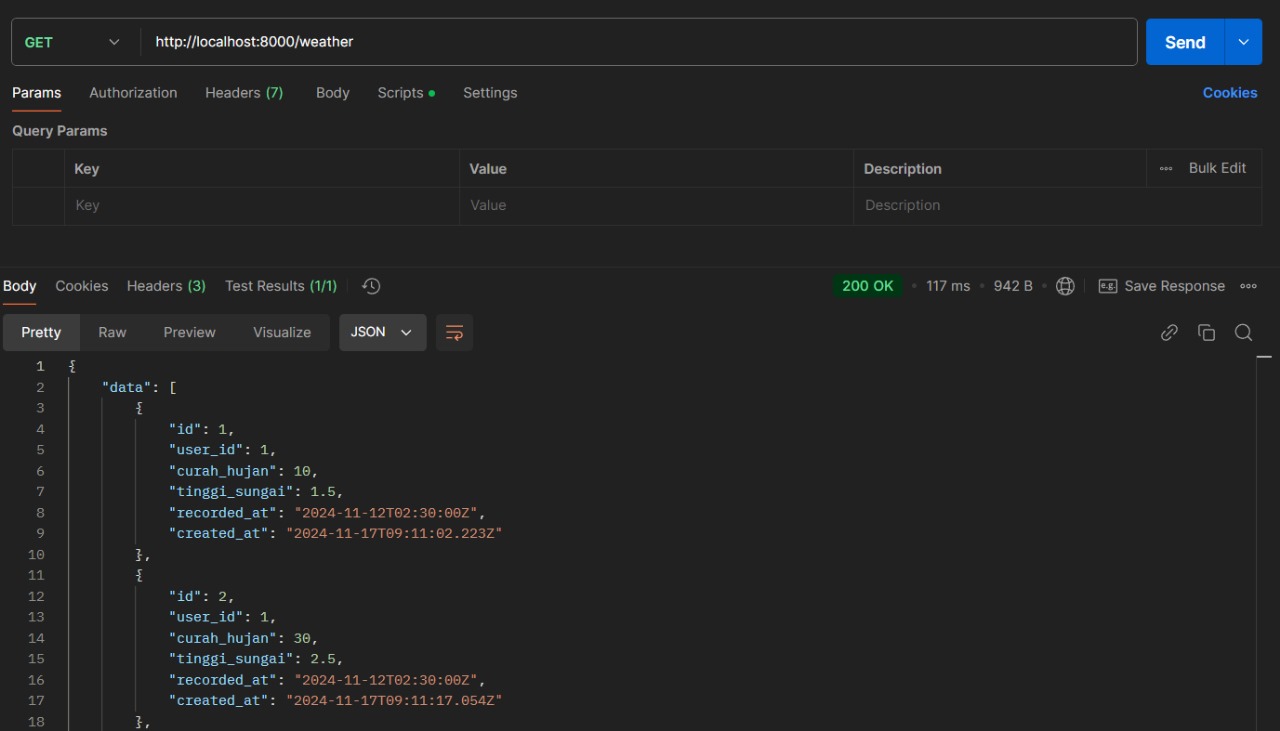 GET http://localhost:8000/weather Send
Params Authorization Headers (7) Body Scripts Settings Cookies
Query Params
Key Value Description Bulk Edit
Key Value Description
Body Cookies Headers (3) Test Results (1/1) 200 OK 117 ms 942 B e.g. Save Response
Pretty Raw Preview Visualize JSON
1 {
2 "data": [
3 {
4 "id": 1,
5 "user_id": 1,
6 "curah_hujan": 10,
7 "tinggi_sungai": 1.5,
8 "recorded_at": "2024-11-12T02:30:00Z",
9 "created_at": "2024-11-17T09:11:02.223Z"
10 },
11 {
12 "id": 2,
13 "user_id": 1,
14 "curah_hujan": 30,
15 "tinggi_sungai": 2.5,
16 "recorded_at": "2024-11-12T02:30:00Z",
17 "created_at": "2024-11-17T09:11:17.054Z"
18 },